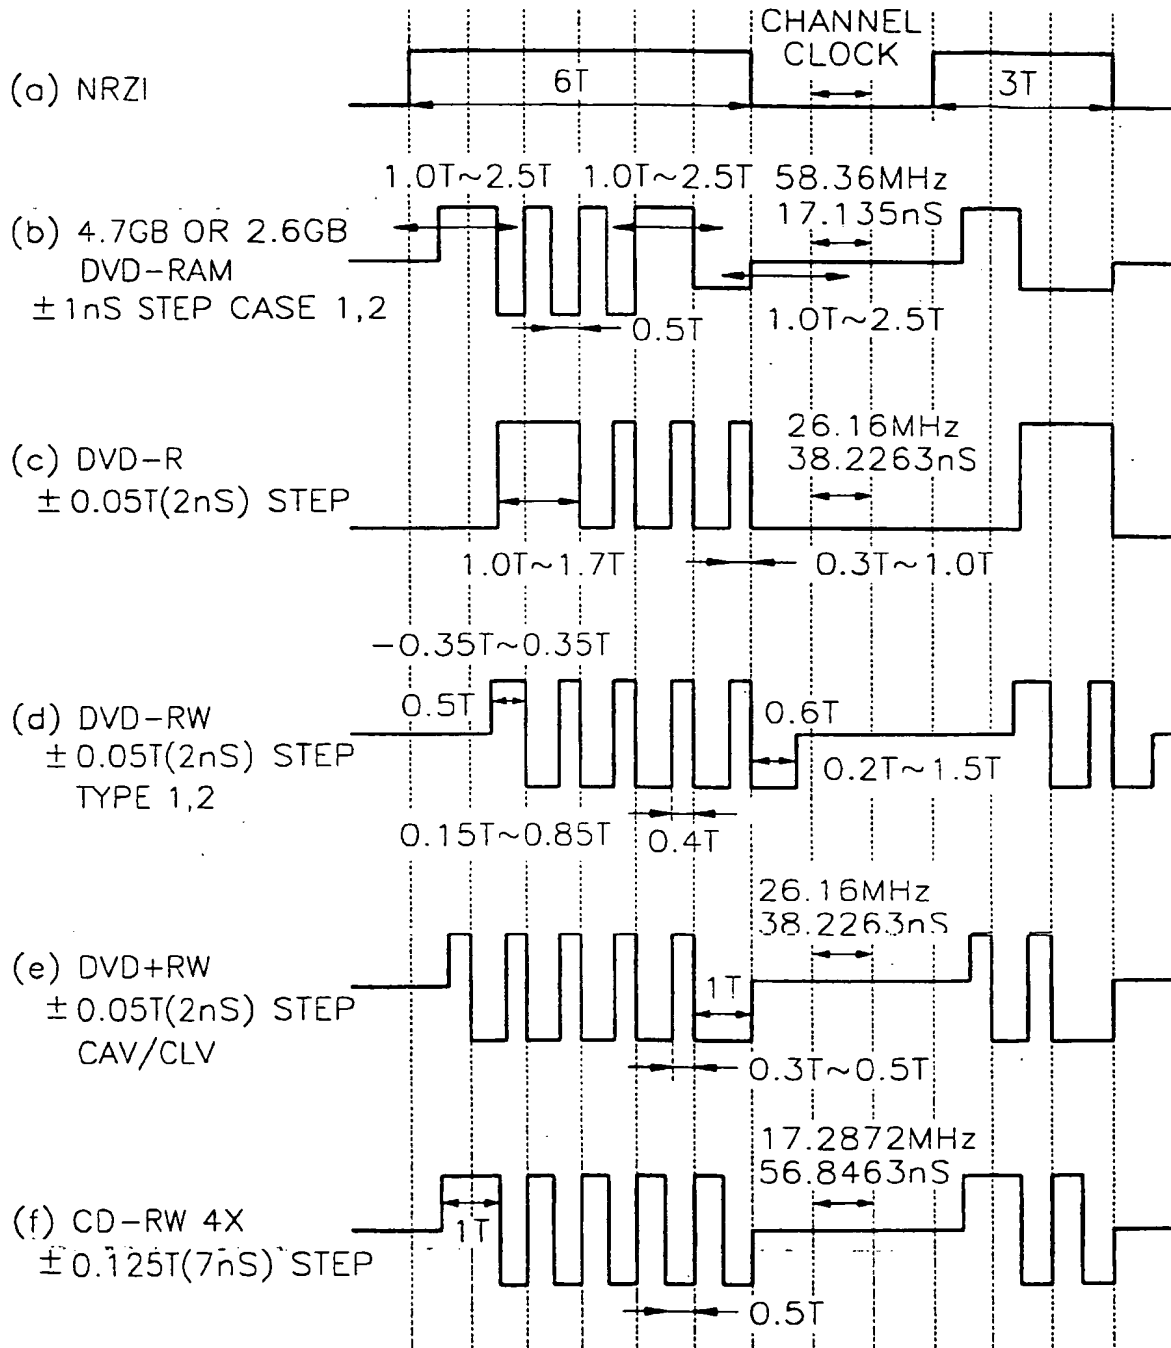 CHANNEL
CLOCK
(a) NRZI
6T
3T
1.0T~2.5T 1.0T~2.5T
58.36MHz
17.135nS
(b) 4.7GB OR 2.6GB
DVD-RAM
±1nS STEP CASE 1,2
0.5T
1.0T~2.5T
26.16MHz
38.2263nS
(c) DVD-R
±0.05T(2nS) STEP
1.0T~1.7T
0.3T~1.0T
-0.35T~0.35T
0.5T
0.6T
(d) DVD-RW
±0.05T(2nS) STEP
TYPE 1,2
0.2T~1.5T
0.15T~0.85T
0.4T
26.16MHz
38.2263nS
(e) DVD+RW
±0.05T(2nS) STEP
CAV/CLV
1T
0.3T~0.5T
17.2872MHz
56.8463nS
(f) CD-RW 4X
±0.125T(7nS) STEP
1T
0.5T